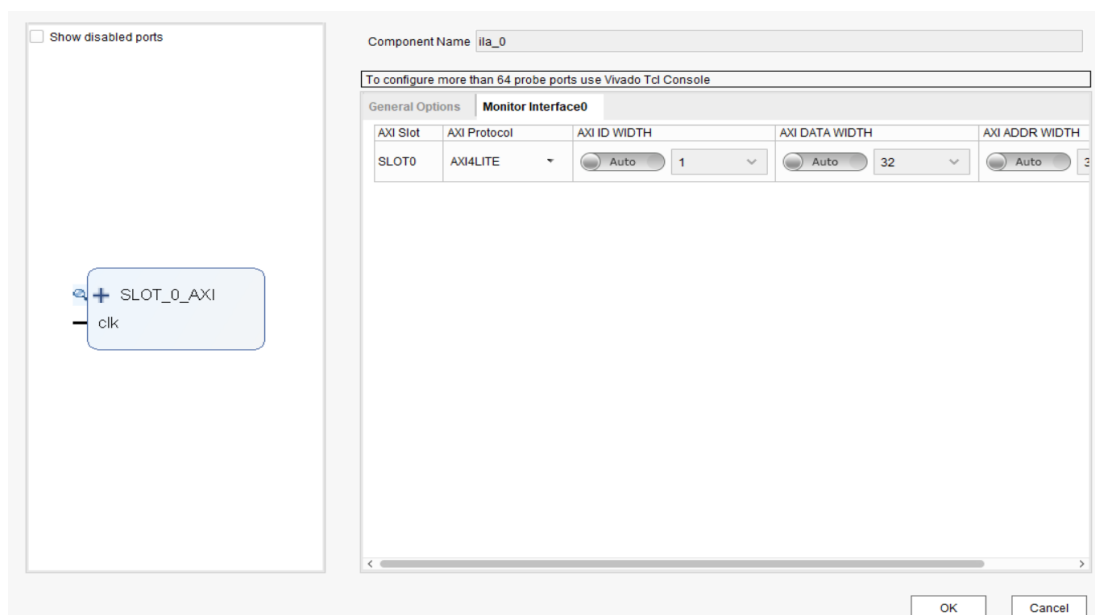 Show disabled ports
Component Name ila_0
To configure more than 64 probe ports use Vivado Tcl Console
General Options Monitor Interface0
AXI Slot AXI Protocol AXI ID WIDTH AXI DATA WIDTH AXI ADDR WIDTH
SLOT0 AXI4LITE Auto 1 Auto 32 Auto
SLOT_0_AXI
clk
OK Cancel